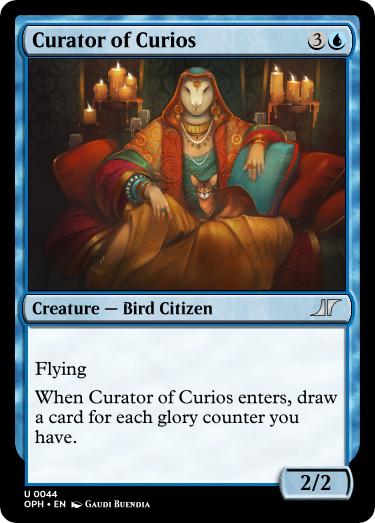 Curator of Curios 3
Creature — Bird Citizen
Flying
When Curator of Curios enters, draw
a card for each glory counter you
have.
2/2
U 0044
OPH • EN Gaudi Buendia